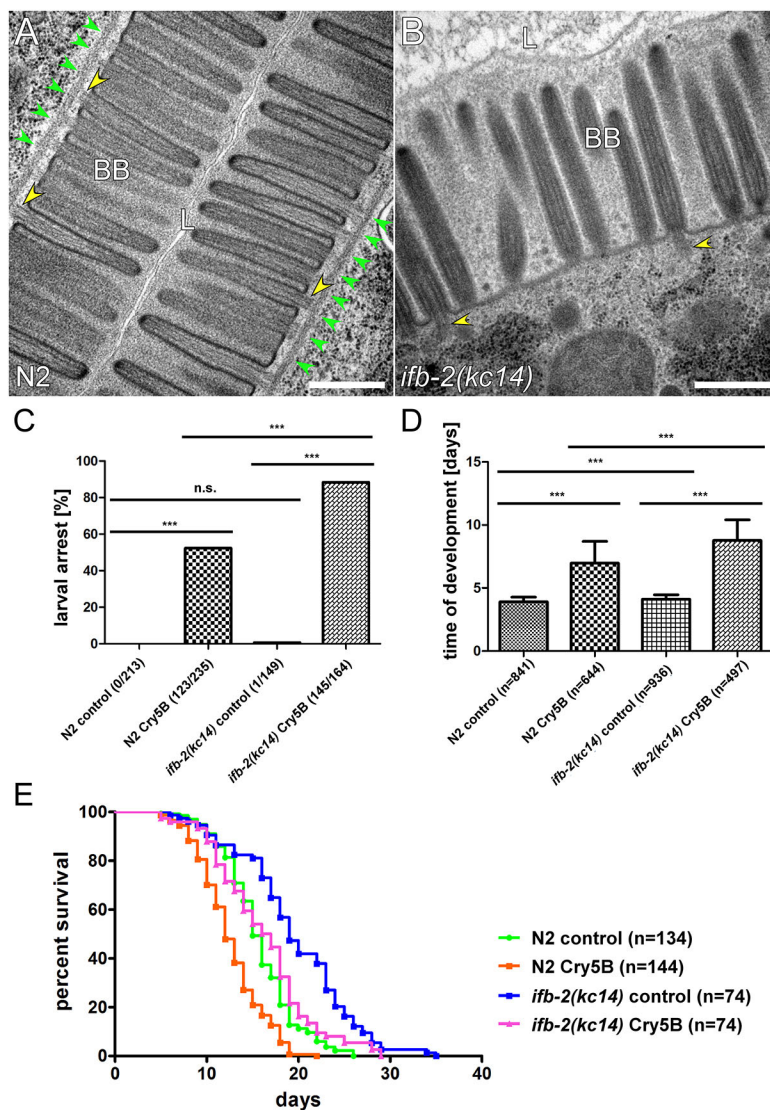 A
L
BB
N2
B
L
BB
ifb-2(kc14)
C
larval arrest [%]
100
80
60
40
20
0
***
***
n.s.
***
N2 control (0/213)
N2 Cry5B (123/235)
ifb-2(kc14) control (1/149)
ifb-2(kc14) Cry5B (145/164)
D
time of development [days]
15
10
5
0
***
***
***
***
N2 control (n=841)
N2 Cry5B (n=644)
ifb-2(kc14) control (n=936)
ifb-2(kc14) Cry5B (n=497)
E
percent survival
100
80
60
40
20
0
0 10 20 30 40
days
N2 control (n=134)
N2 Cry5B (n=144)
ifb-2(kc14) control (n=74)
ifb-2(kc14) Cry5B (n=74)